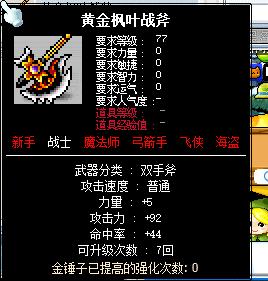 黄金枫叶战斧
要求等级： 77
要求力量： 0
要求敏捷： 0
要求智力： 0
要求运气： 0
要求人气度： -
道具等级： -
道具经验值： -
新手 战士 魔法师 弓箭手 飞侠 海盗
武器分类： 双手斧
攻击速度： 普通
力量： +5
攻击力： +92
命中率： +44
可升级次数： 7回
金锤子已提高的强化次数: 0